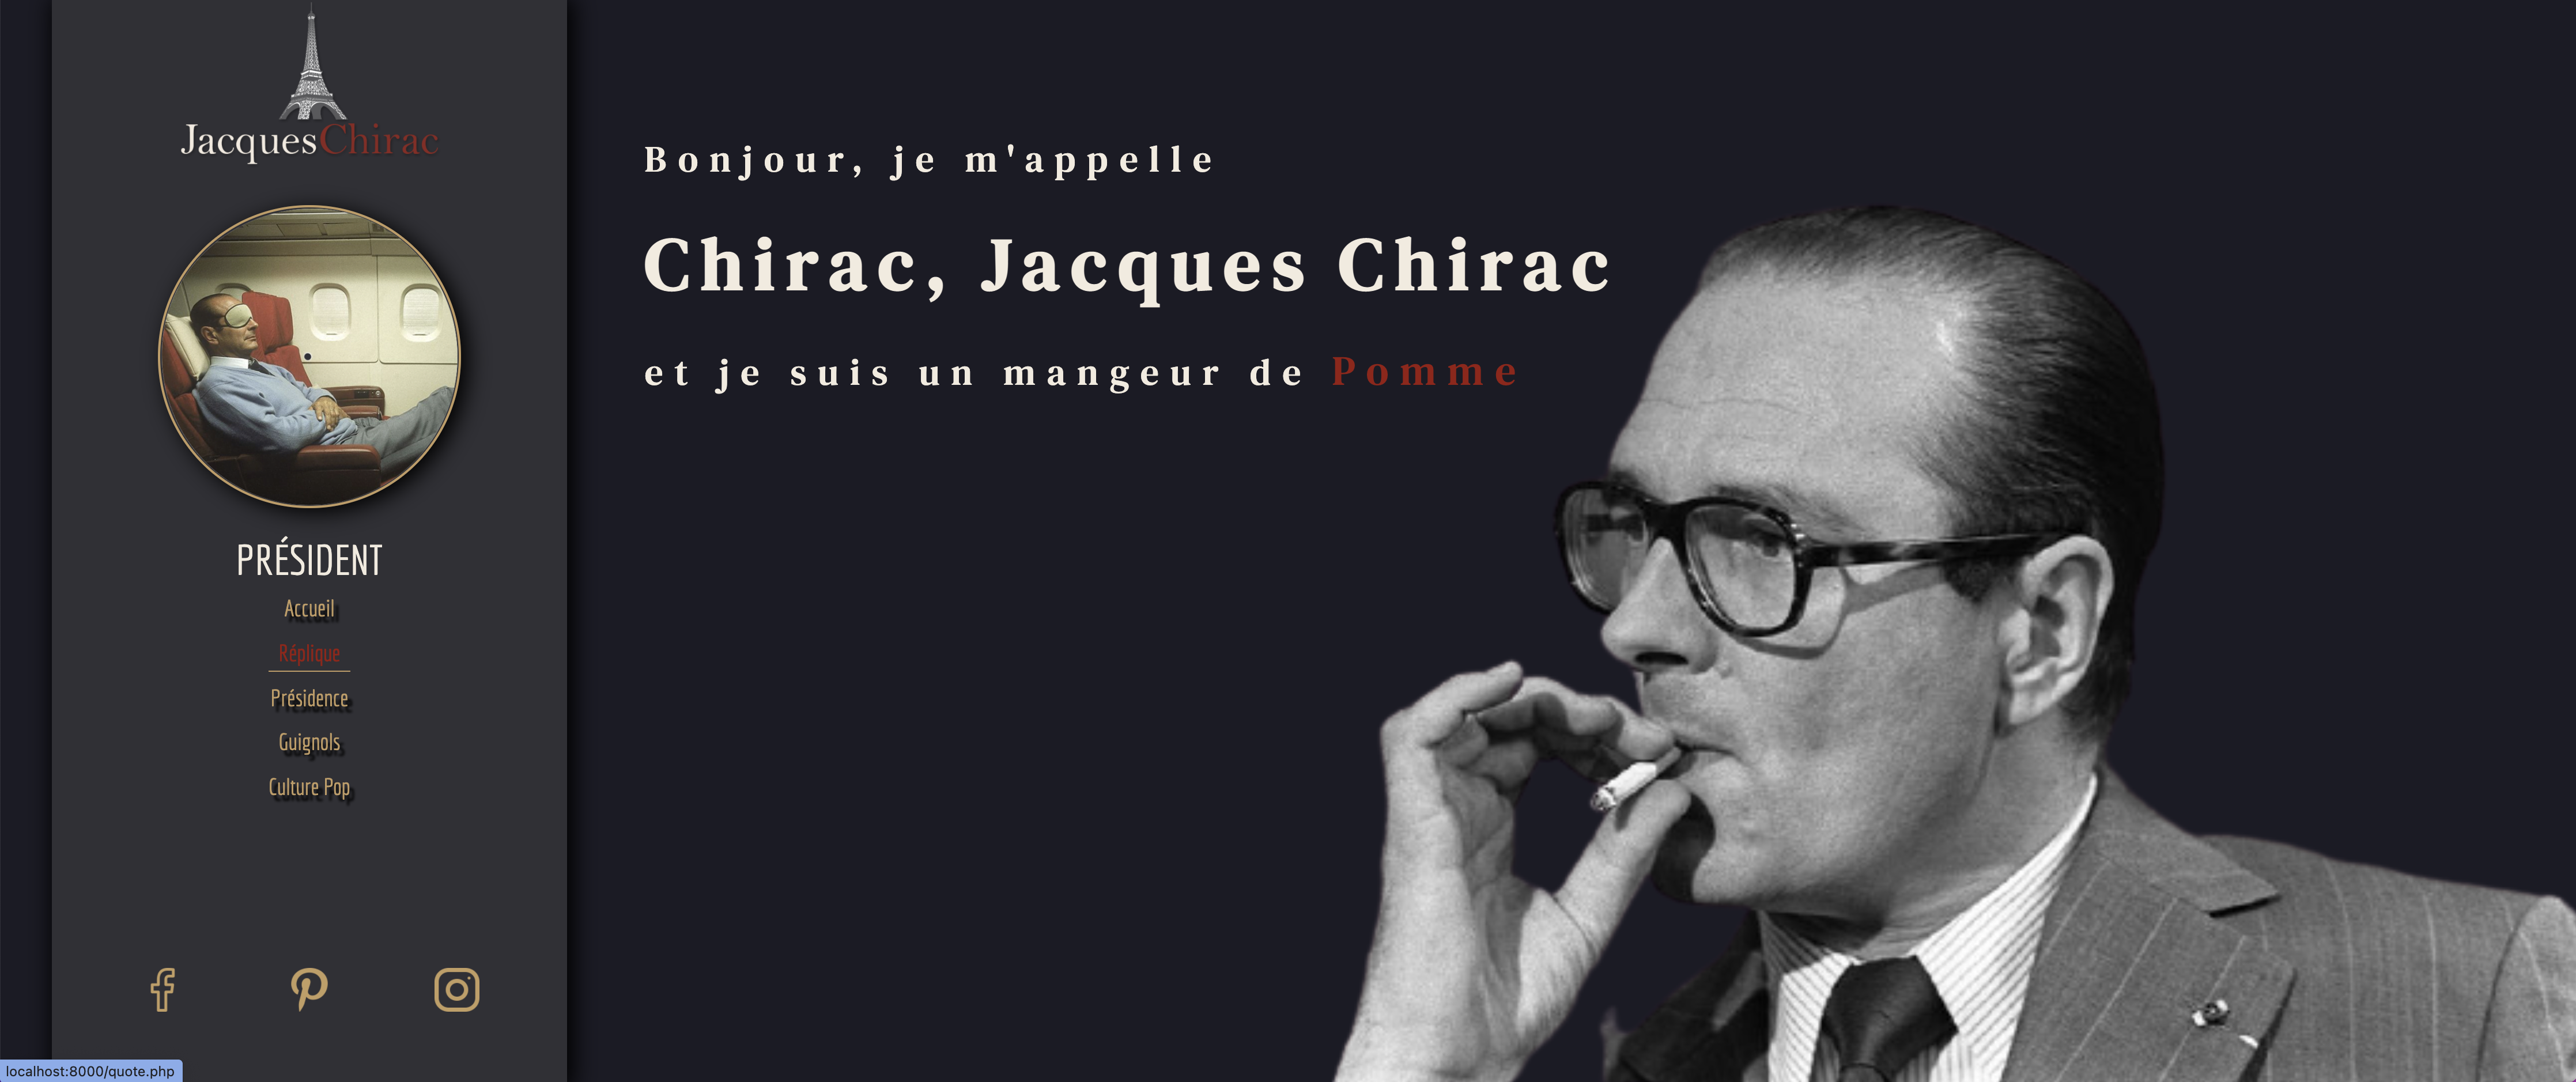 JacquesChirac
PRÉSIDENT
Accueil
Réplique
Présidence
Guignols
Culture Pop
Bonjour, je m'appelle
Chirac, Jacques Chirac
et je suis un mangeur de Pomme
localhost:8000/quote.php